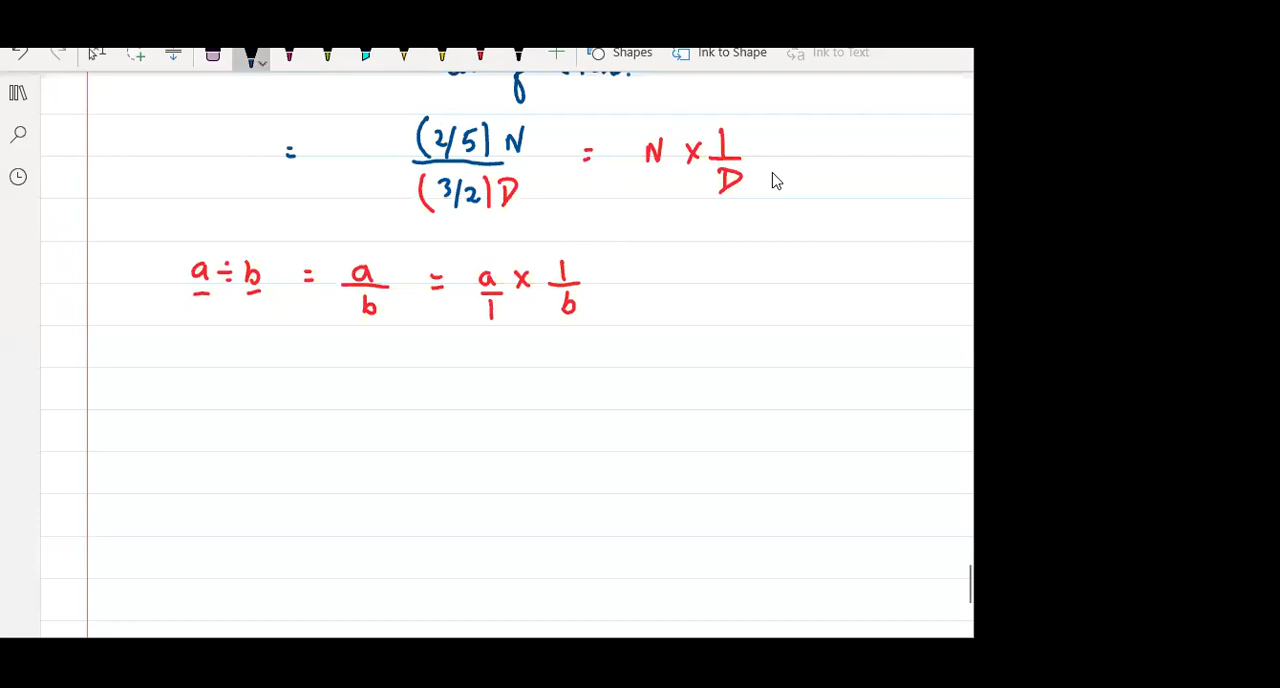 Shapes Ink to Shape Ink to Text
= (2/5) N / (3/2) D = N × 1/D
a ÷ b = a/b = a/1 × 1/b